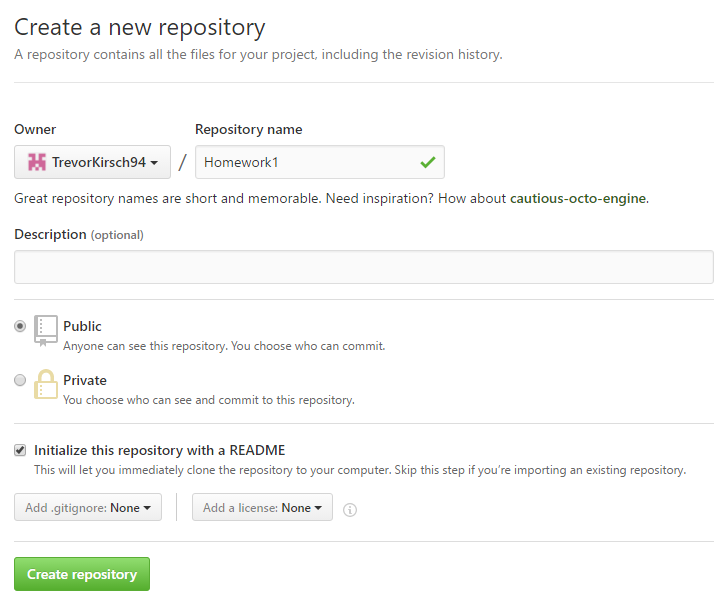 Create a new repository
A repository contains all the files for your project, including the revision history.
Owner
Repository name
TrevorKirsch94 / Homework1
Great repository names are short and memorable. Need inspiration? How about cautious-octo-engine.
Description (optional)
Public
Anyone can see this repository. You choose who can commit.
Private
You choose who can see and commit to this repository.
Initialize this repository with a README
This will let you immediately clone the repository to your computer. Skip this step if you’re importing an existing repository.
Add .gitignore: None
Add a license: None
Create repository